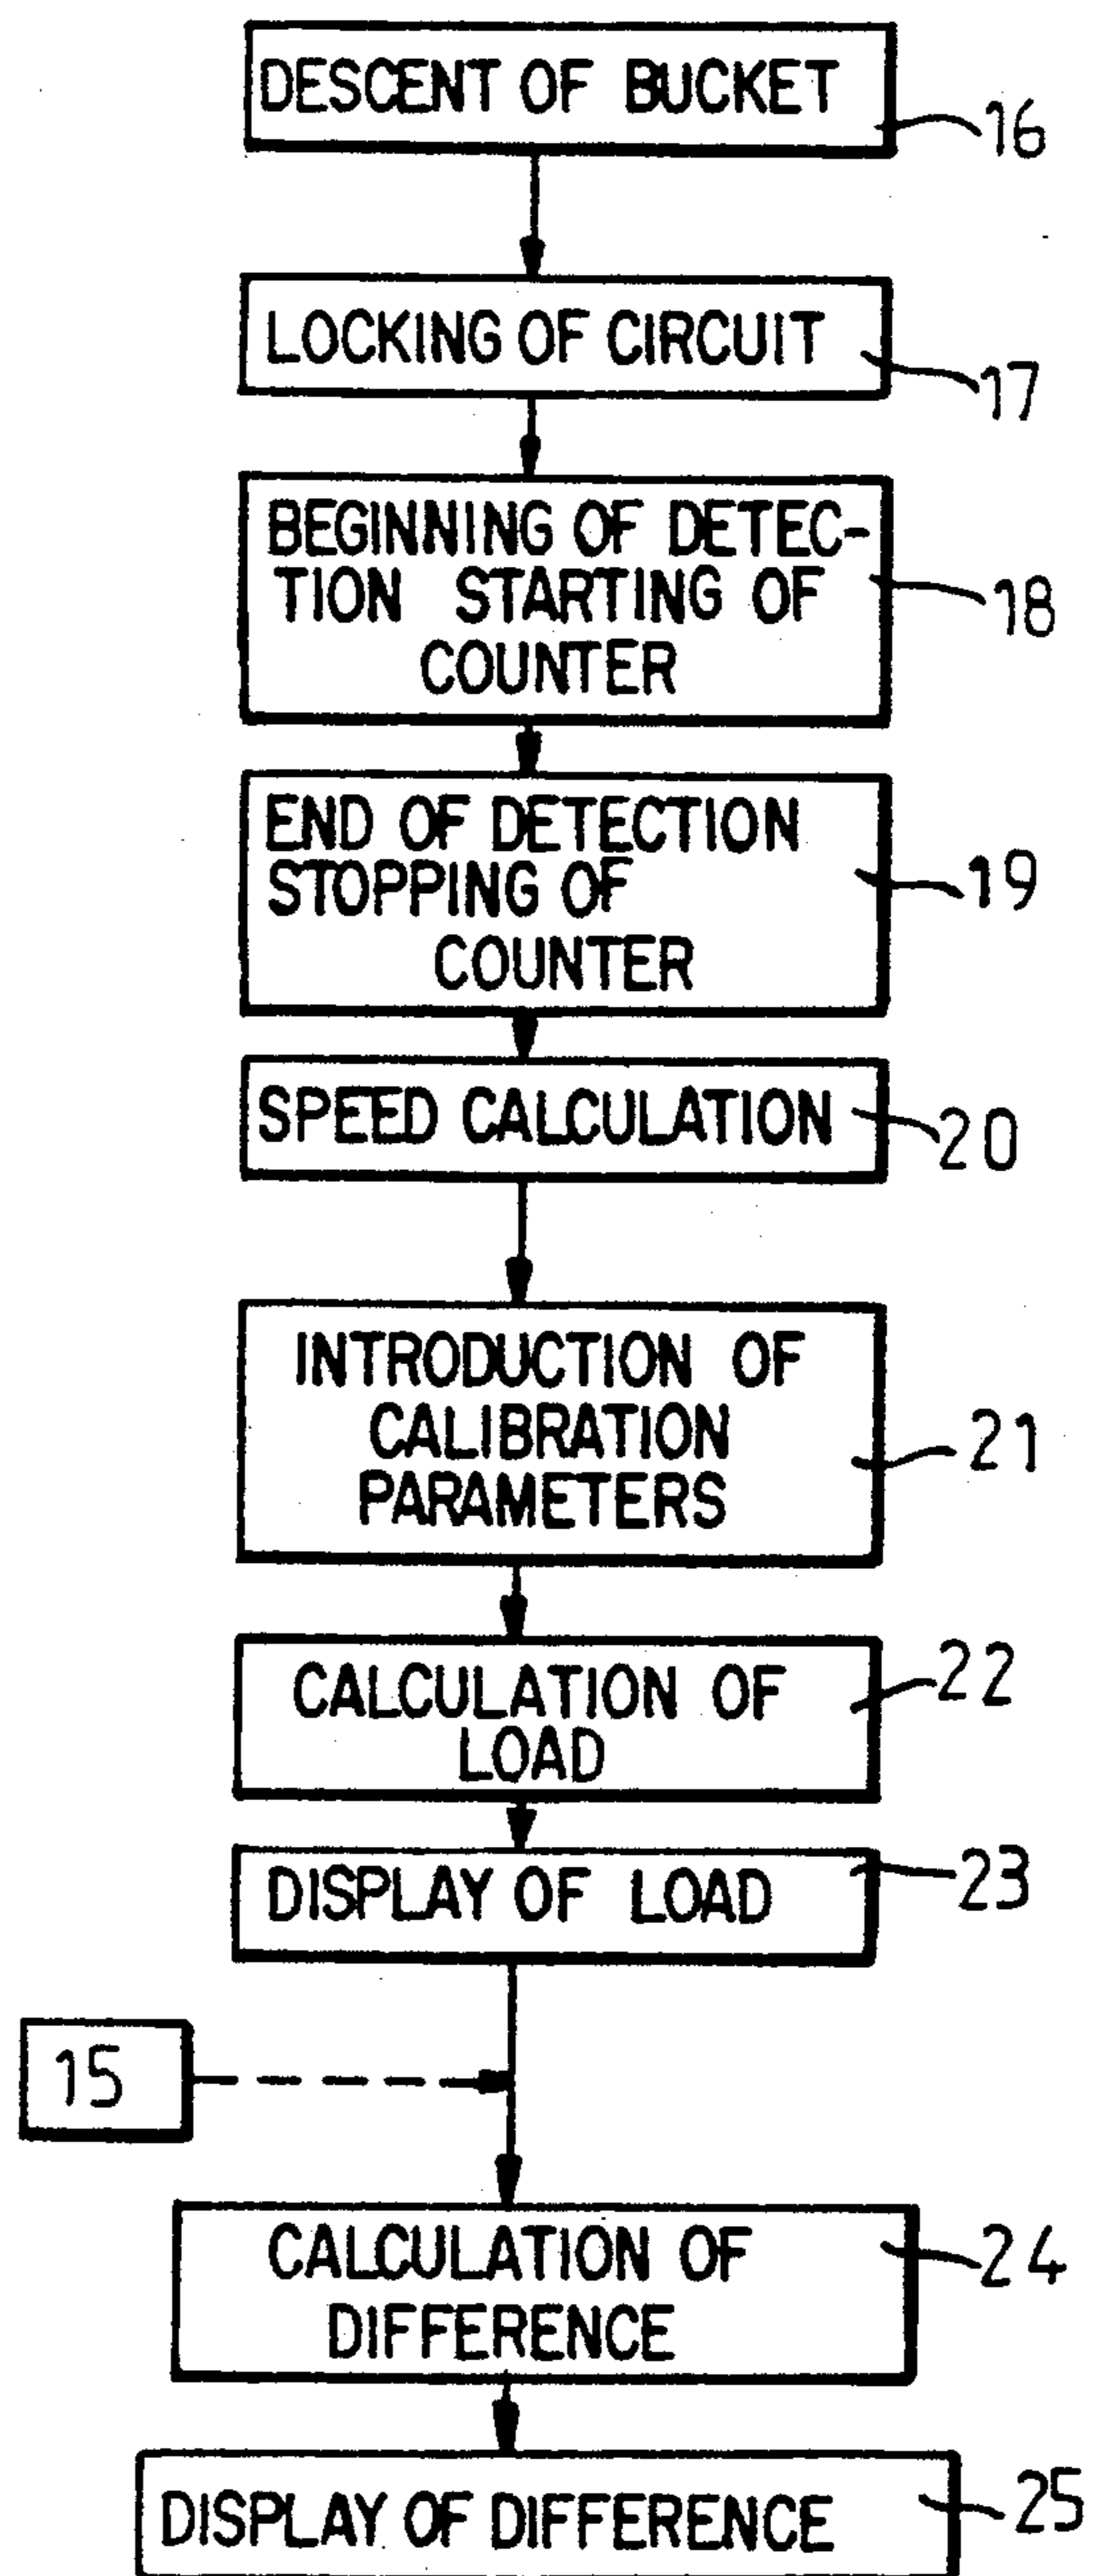 DESCENT OF BUCKET
16
LOCKING OF CIRCUIT
17
BEGINNING OF DETEC-
TION STARTING OF
COUNTER
18
END OF DETECTION
STOPPING OF
COUNTER
19
SPEED CALCULATION
20
INTRODUCTION OF
CALIBRATION
PARAMETERS
21
CALCULATION OF
LOAD
22
DISPLAY OF LOAD
23
15
CALCULATION OF
DIFFERENCE
24
DISPLAY OF DIFFERENCE
25